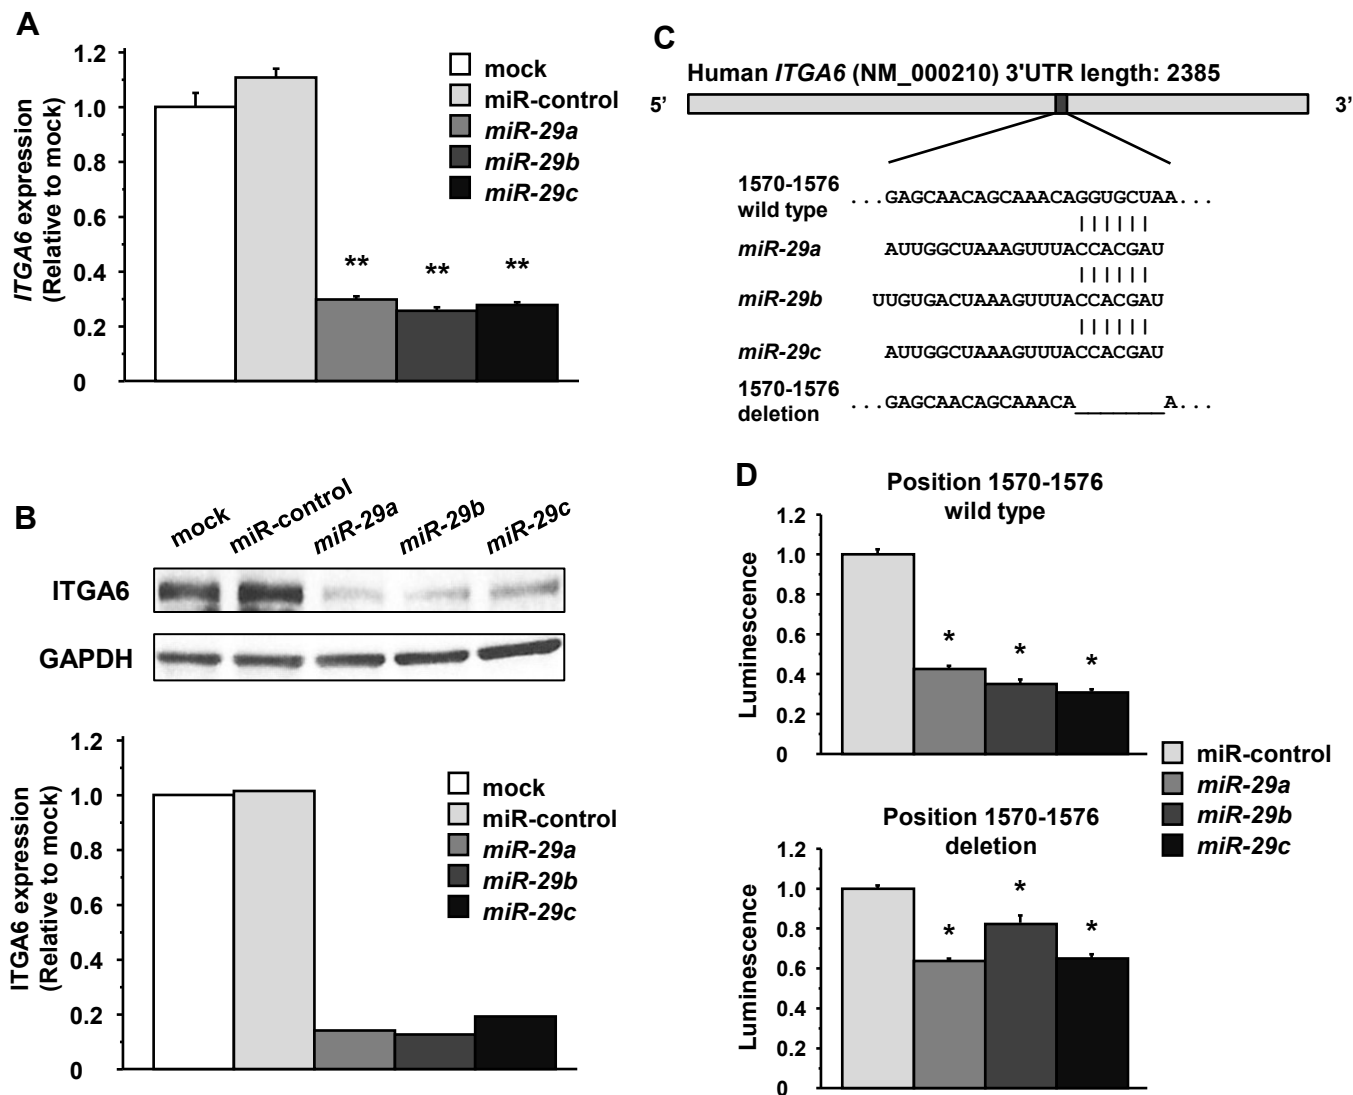 A
1.2
1.0
0.8
0.6
0.4
0.2
0
ITGA6 expression
(Relative to mock)
** ** **
mock
miR-control
miR-29a
miR-29b
miR-29c
B
mock
miR-control
miR-29a
miR-29b
miR-29c
ITGA6
GAPDH
1.2
1.0
0.8
0.6
0.4
0.2
0
ITGA6 expression
(Relative to mock)
mock
miR-control
miR-29a
miR-29b
miR-29c
C
Human ITGA6 (NM_000210) 3'UTR length: 2385
5’ 3’
1570-1576
wild type
...GAGCAACAGCAAACAGGUGCUAA...
||||||
miR-29a AUUGGCUAAAGUUUACCACGAU
||||||
miR-29b UUGUGACUAAAGUUUACCACGAU
||||||
miR-29c AUUGGCUAAAGUUUACCACGAU
1570-1576
deletion
...GAGCAACAGCAAACA_______A...
D
Position 1570-1576
wild type
1.2
1.0
0.8
0.6
0.4
0.2
0
Luminescence
* * *
miR-control
miR-29a
miR-29b
miR-29c
Position 1570-1576
deletion
1.2
1.0
0.8
0.6
0.4
0.2
0
Luminescence
* * *